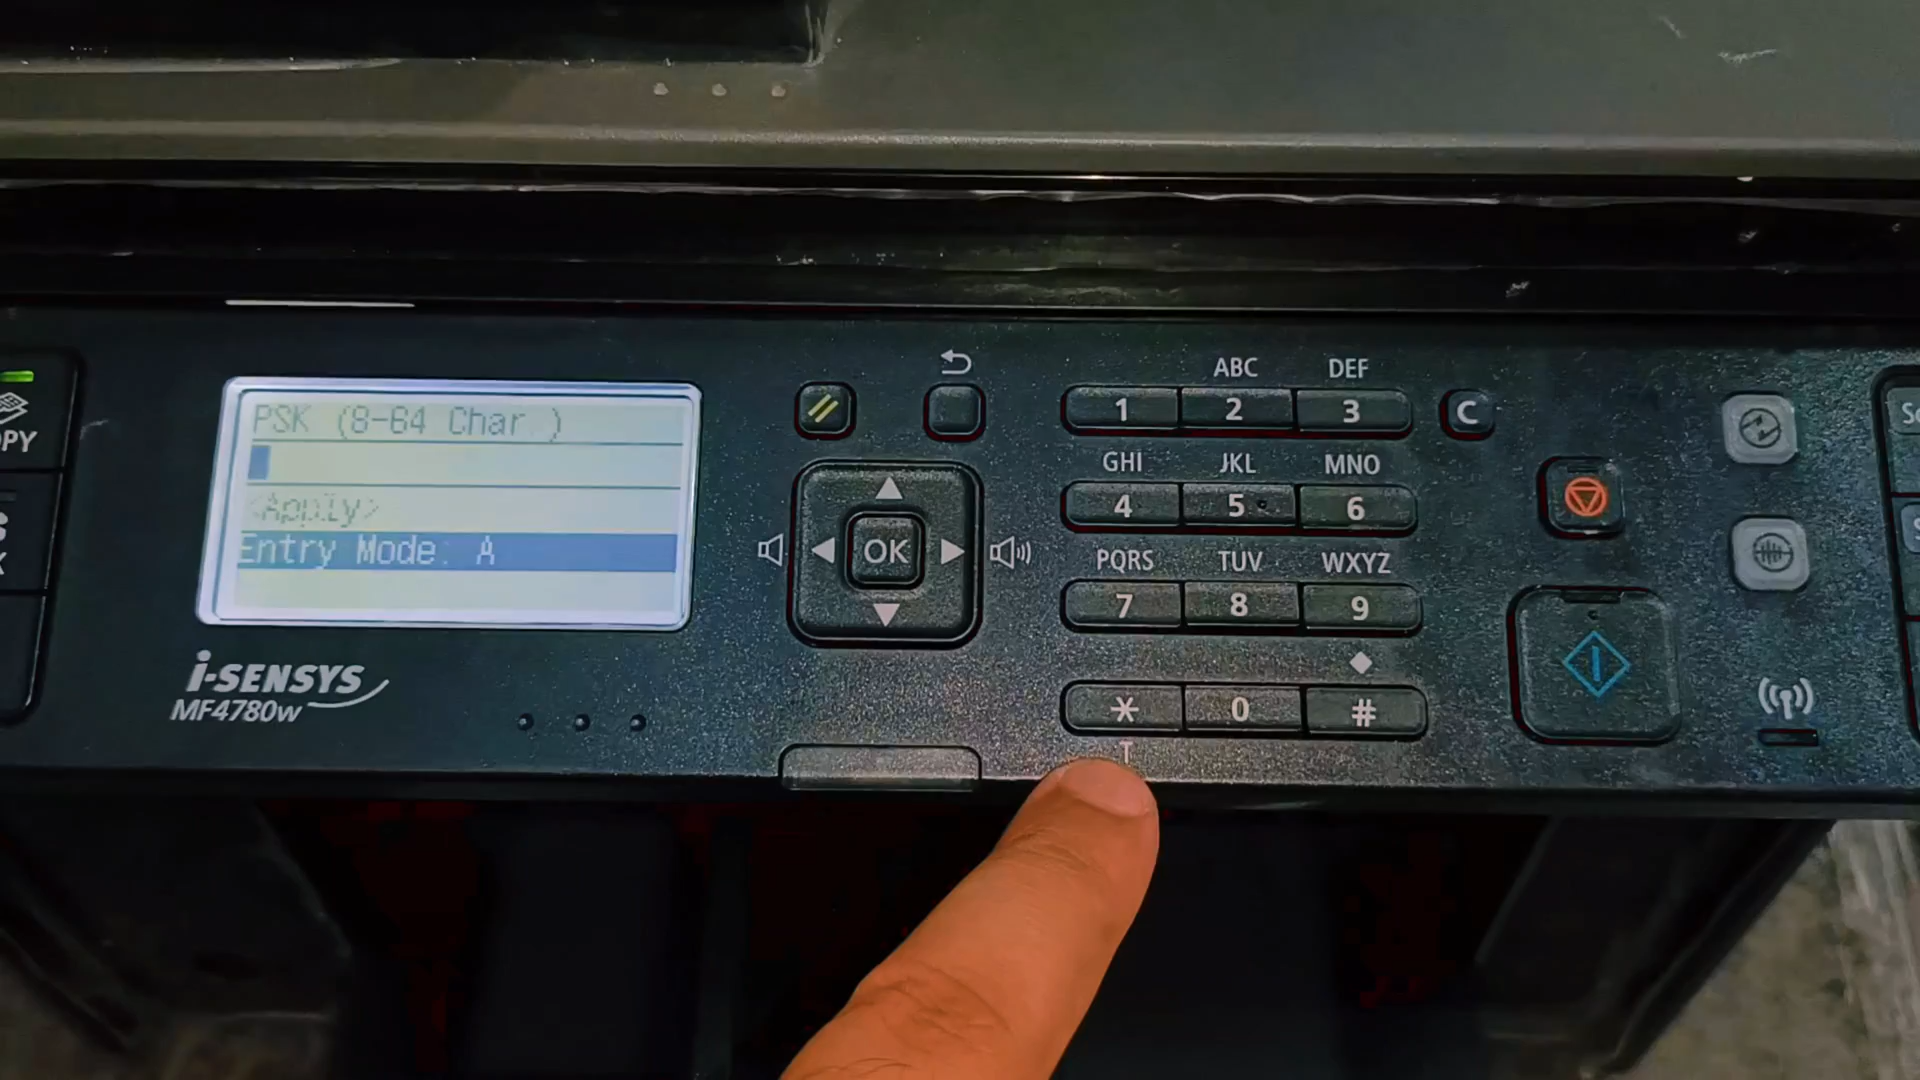 PSK (8-64 Char.)
<Apply>
Entry Mode: A
i-SENSYS
MF4780w
OK
ABC
DEF
1
2
3
C
GHI
JKL
MNO
4
5
6
PQRS
TUV
WXYZ
7
8
9
*
0
#
T